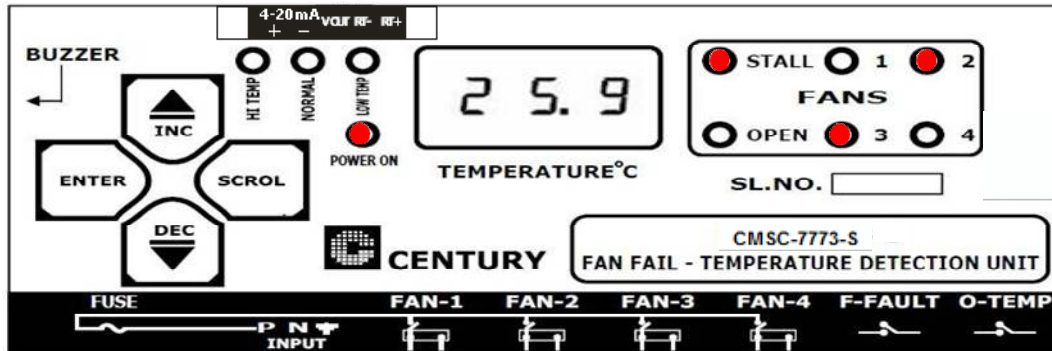 4-20mA VOUT RT- RT+
+ −
BUZZER
HI TEMP
NORMAL
LOW TEMP
POWER ON
INC
ENTER
SCROL
DEC
25.9
TEMPERATURE°C
STALL 1 2
FANS
OPEN 3 4
SL.NO.
CENTURY
CMSC-7773-S
FAN FAIL - TEMPERATURE DETECTION UNIT
FUSE
P N
INPUT
FAN-1 FAN-2 FAN-3 FAN-4 F-FAULT O-TEMP